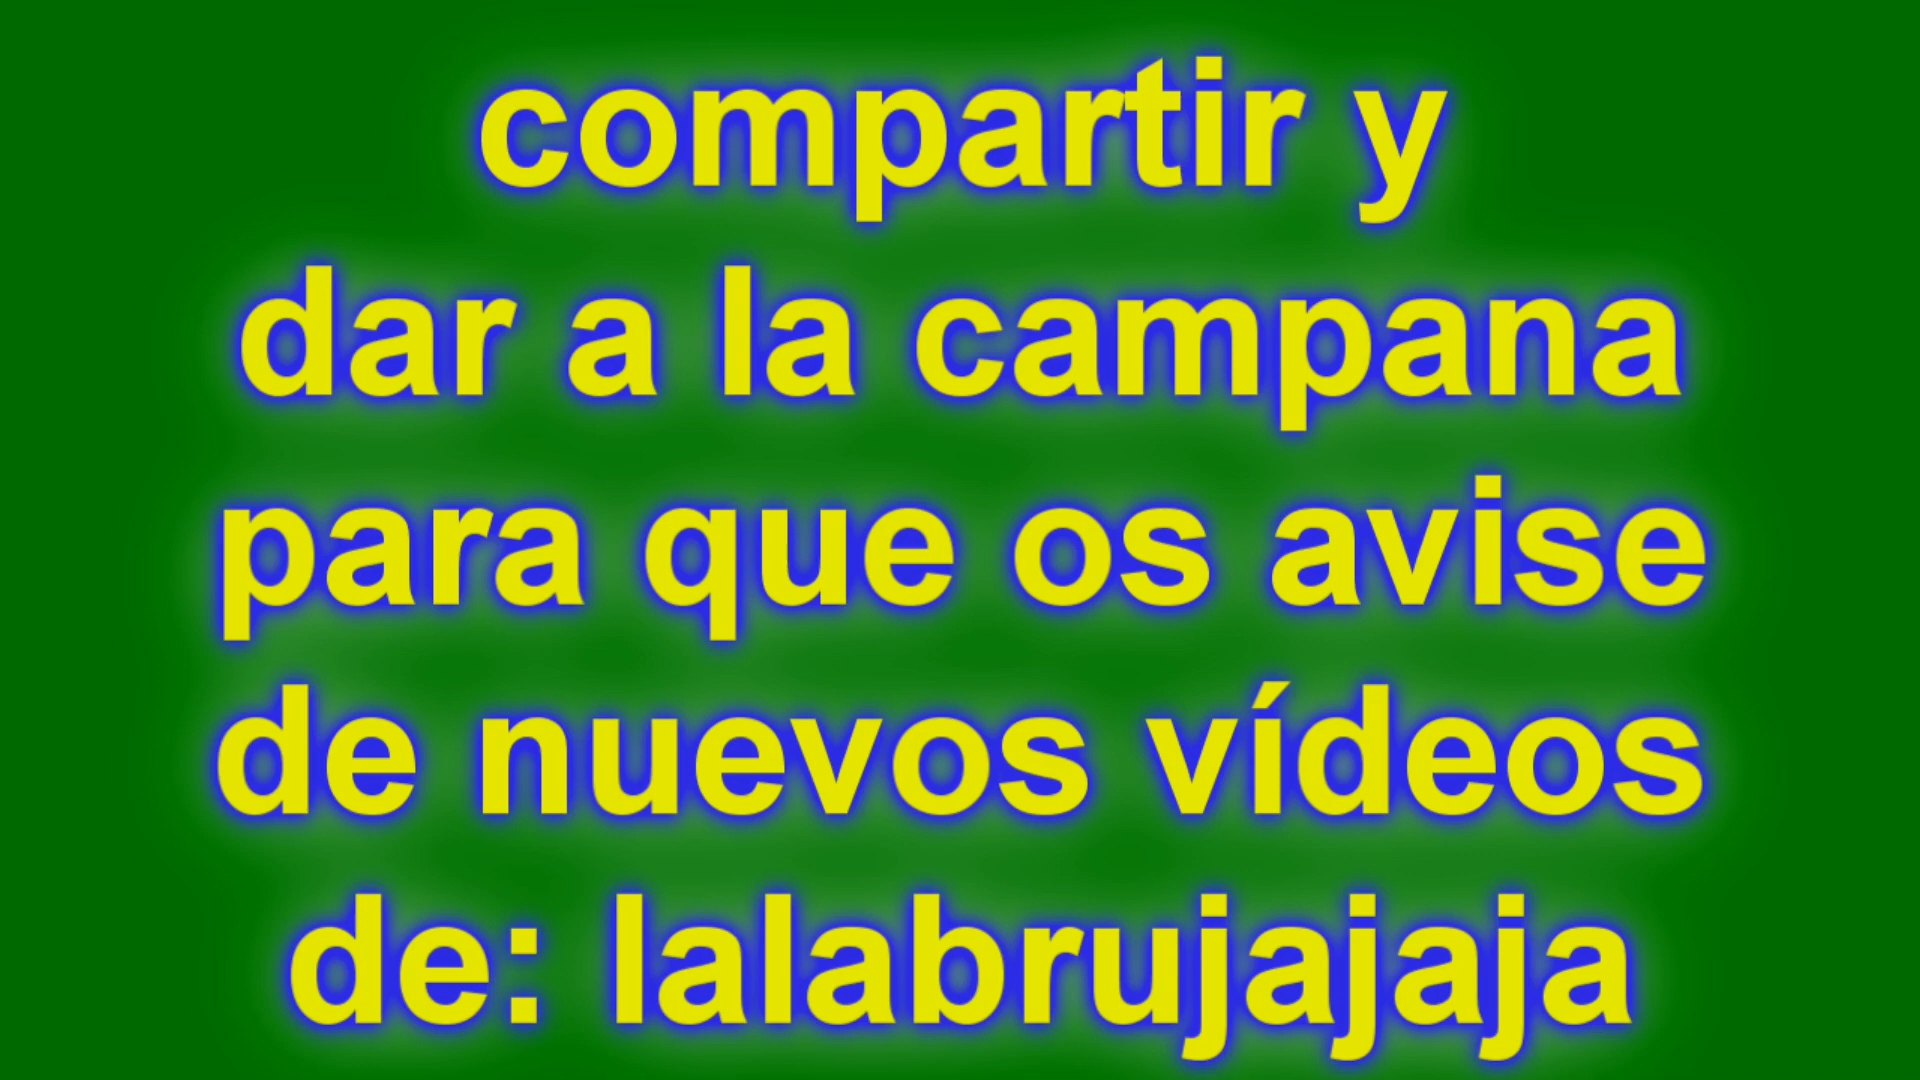 compartir y
dar a la campana
para que os avise
de nuevos vídeos
de: lalabrujajaja